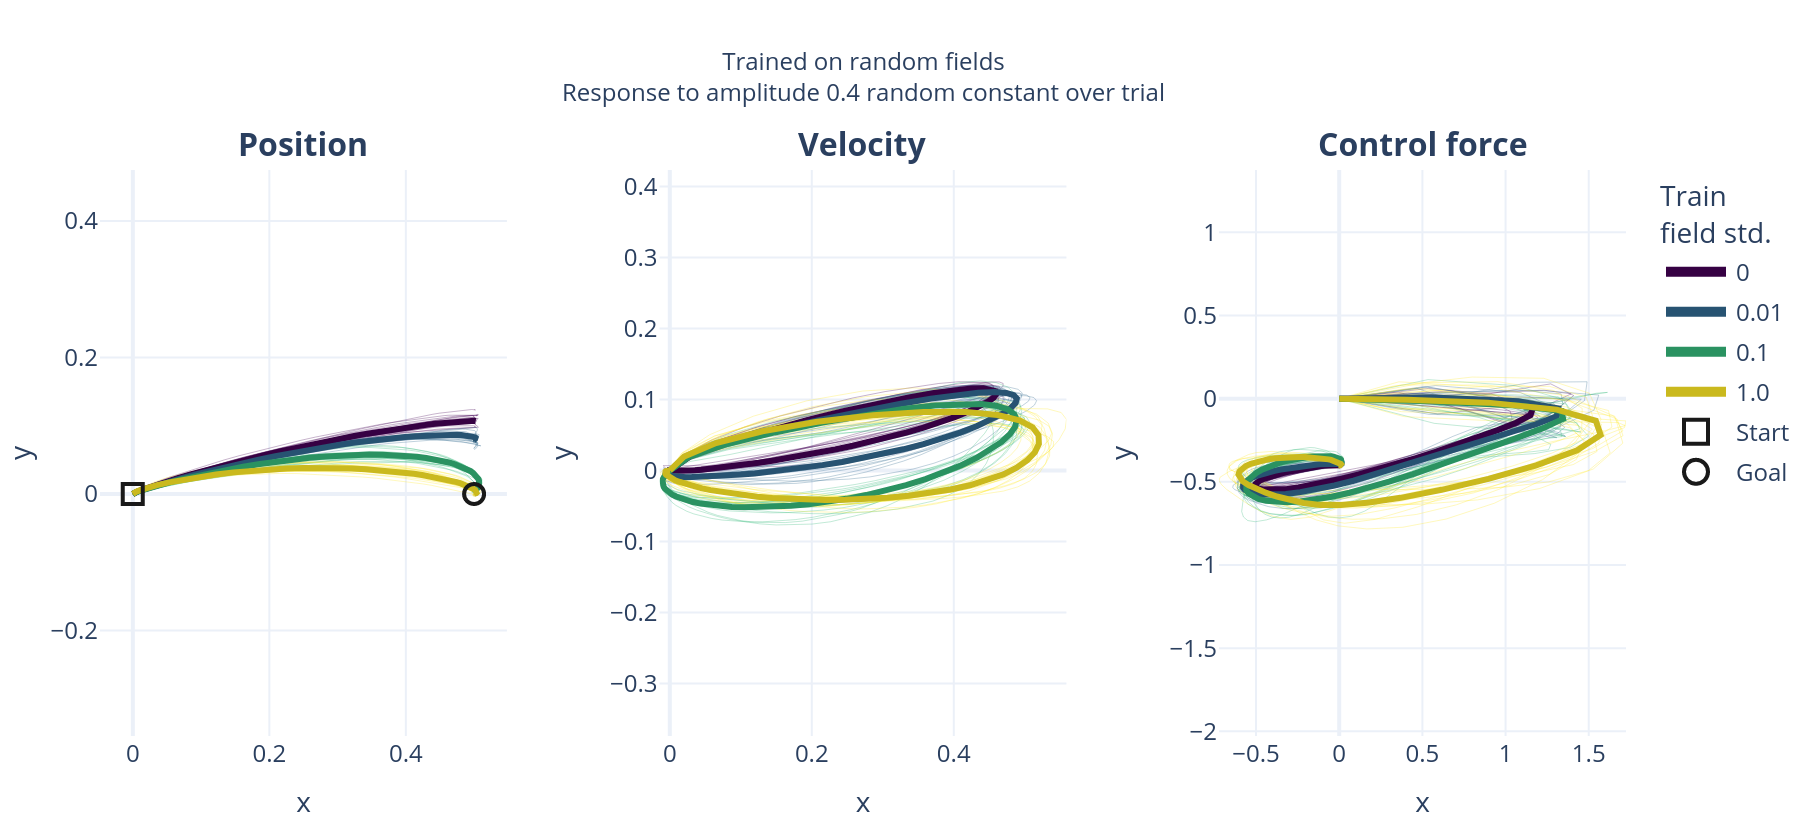 Trained on random fields
Response to amplitude 0.4 random constant over trial
Position
Velocity
Control force
y
0.4
0.2
0
−0.2
0
0.2
0.4
x
y
0.4
0.3
0.2
0.1
0
−0.1
−0.2
−0.3
0
0.2
0.4
x
y
1
0.5
0
−0.5
−1
−1.5
−2
−0.5
0
0.5
1
1.5
x
Train
field std.
0
0.01
0.1
1.0
Start
Goal